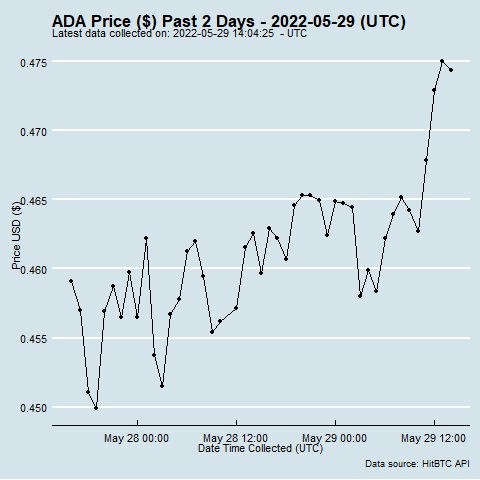 ADA Price ($) Past 2 Days - 2022-05-29 (UTC)
Latest data collected on: 2022-05-29 14:04:25 - UTC
0.475
0.470
0.465
0.460
0.455
0.450
Price USD ($)
May 28 00:00
May 28 12:00
May 29 00:00
May 29 12:00
Date Time Collected (UTC)
Data source: HitBTC API